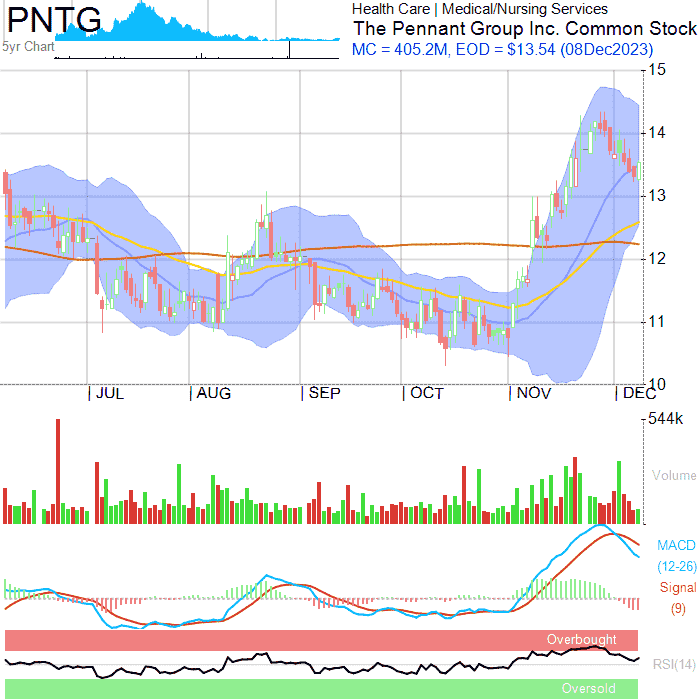 PNTG
5yr Chart
Health Care | Medical/Nursing Services
The Pennant Group Inc. Common Stock
MC = 405.2M, EOD = $13.54 (08Dec2023)
15
14
13
12
11
10
JUL AUG SEP OCT NOV DEC
544k
Volume
MACD
(12-26)
Signal
(9)
Overbought
RSI(14)
Oversold